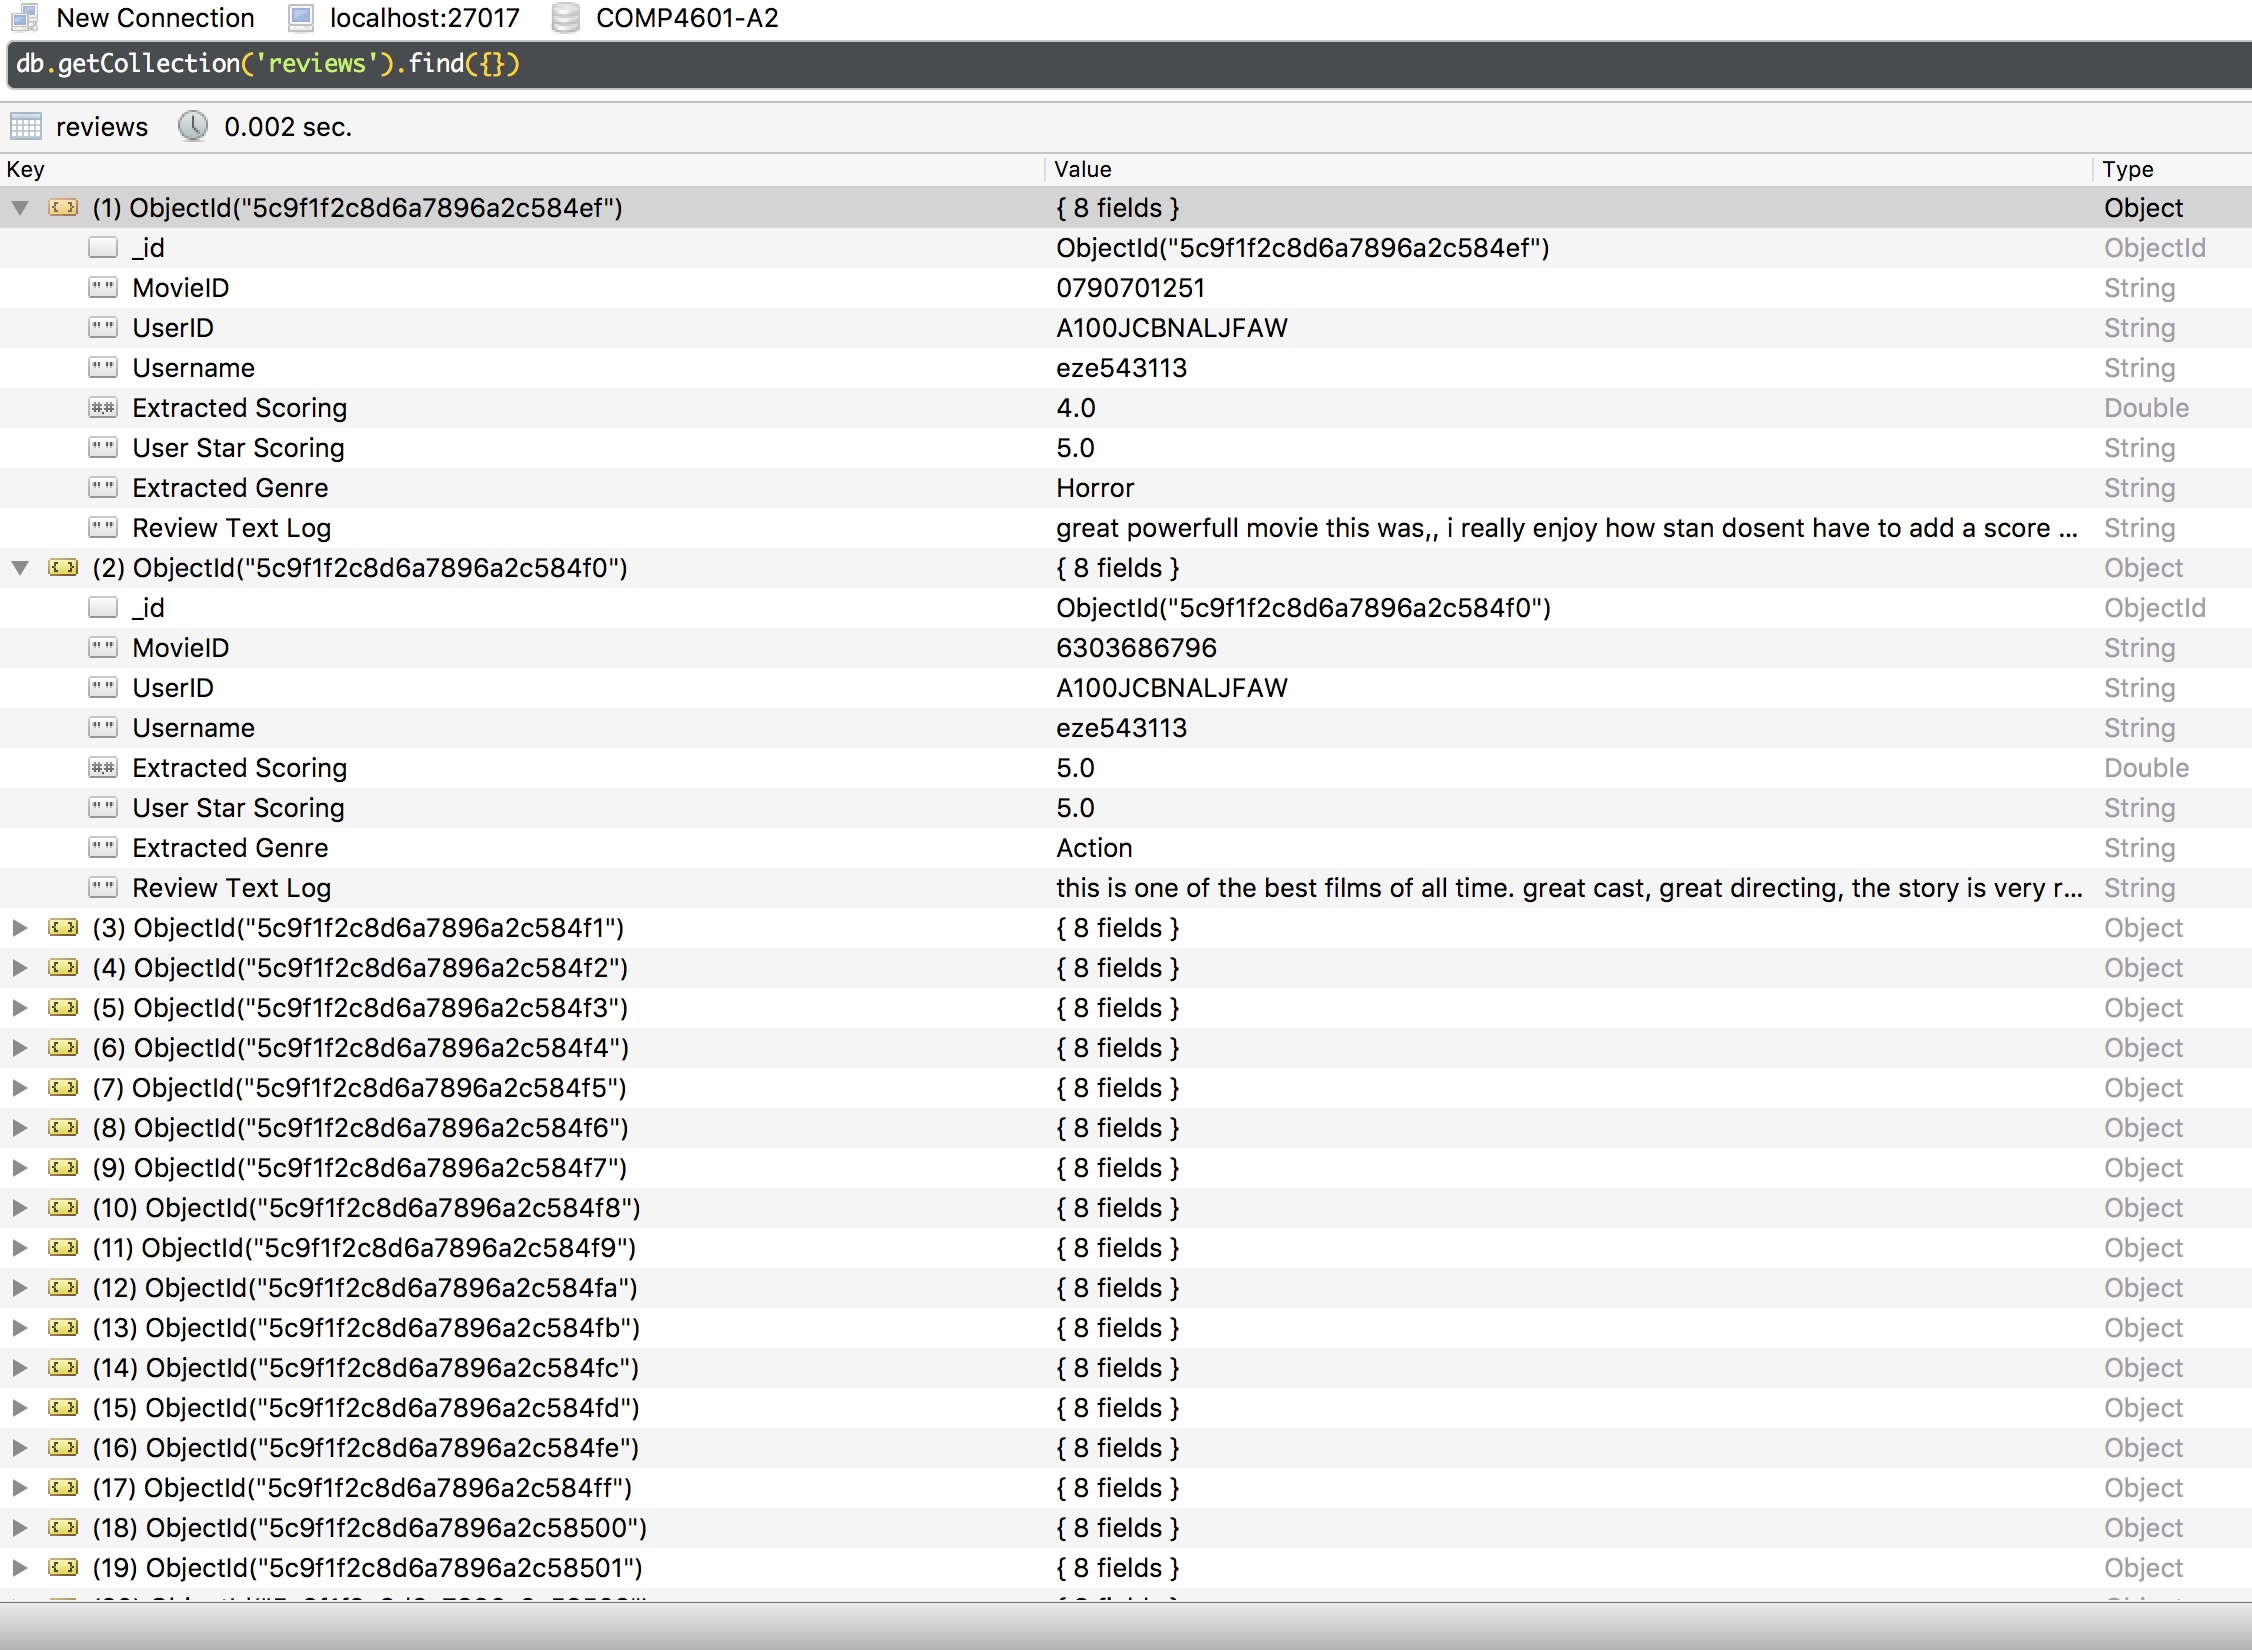 New Connection localhost:27017 COMP4601-A2
db.getCollection('reviews').find({})
reviews 0.002 sec.
Key Value Type
(1) ObjectId("5c9f1f2c8d6a7896a2c584ef") { 8 fields } Object
_id ObjectId("5c9f1f2c8d6a7896a2c584ef") ObjectId
MovieID 0790701251 String
UserID A100JCBNALJFAW String
Username eze543113 String
Extracted Scoring 4.0 Double
User Star Scoring 5.0 String
Extracted Genre Horror String
Review Text Log great powerfull movie this was,, i really enjoy how stan dosent have to add a score ... String
(2) ObjectId("5c9f1f2c8d6a7896a2c584f0") { 8 fields } Object
_id ObjectId("5c9f1f2c8d6a7896a2c584f0") ObjectId
MovieID 6303686796 String
UserID A100JCBNALJFAW String
Username eze543113 String
Extracted Scoring 5.0 Double
User Star Scoring 5.0 String
Extracted Genre Action String
Review Text Log this is one of the best films of all time. great cast, great directing, the story is very r... String
(3) ObjectId("5c9f1f2c8d6a7896a2c584f1") { 8 fields } Object
(4) ObjectId("5c9f1f2c8d6a7896a2c584f2") { 8 fields } Object
(5) ObjectId("5c9f1f2c8d6a7896a2c584f3") { 8 fields } Object
(6) ObjectId("5c9f1f2c8d6a7896a2c584f4") { 8 fields } Object
(7) ObjectId("5c9f1f2c8d6a7896a2c584f5") { 8 fields } Object
(8) ObjectId("5c9f1f2c8d6a7896a2c584f6") { 8 fields } Object
(9) ObjectId("5c9f1f2c8d6a7896a2c584f7") { 8 fields } Object
(10) ObjectId("5c9f1f2c8d6a7896a2c584f8") { 8 fields } Object
(11) ObjectId("5c9f1f2c8d6a7896a2c584f9") { 8 fields } Object
(12) ObjectId("5c9f1f2c8d6a7896a2c584fa") { 8 fields } Object
(13) ObjectId("5c9f1f2c8d6a7896a2c584fb") { 8 fields } Object
(14) ObjectId("5c9f1f2c8d6a7896a2c584fc") { 8 fields } Object
(15) ObjectId("5c9f1f2c8d6a7896a2c584fd") { 8 fields } Object
(16) ObjectId("5c9f1f2c8d6a7896a2c584fe") { 8 fields } Object
(17) ObjectId("5c9f1f2c8d6a7896a2c584ff") { 8 fields } Object
(18) ObjectId("5c9f1f2c8d6a7896a2c58500") { 8 fields } Object
(19) ObjectId("5c9f1f2c8d6a7896a2c58501") { 8 fields } Object